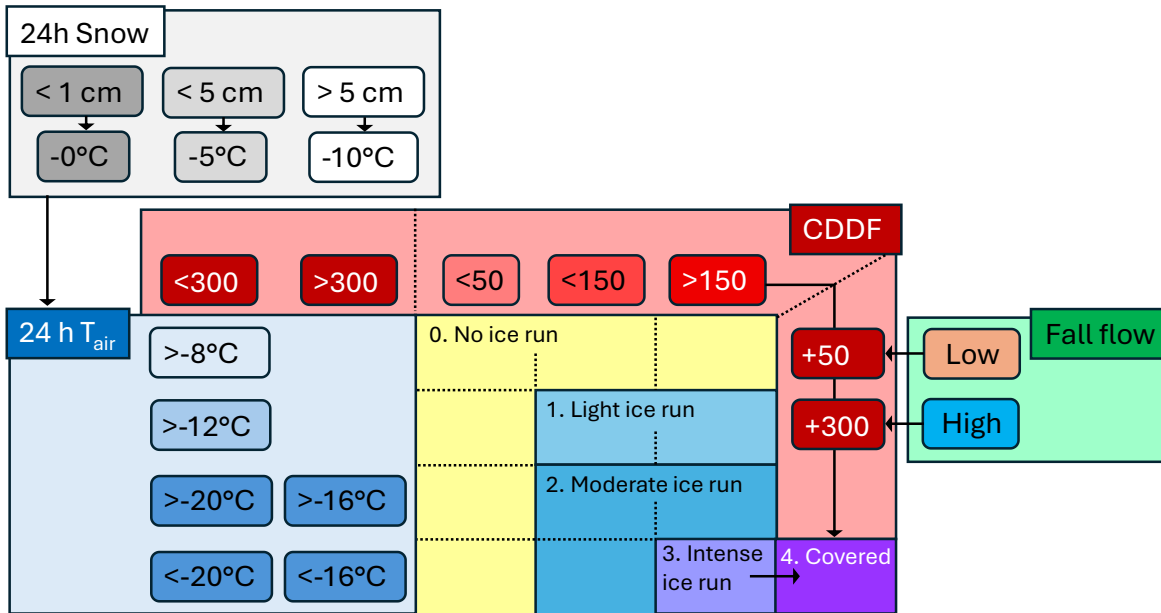 24h Snow
< 1 cm
< 5 cm
> 5 cm
-0°C
-5°C
-10°C
CDDF
<300
>300
<50
<150
>150
24 h Tair
0. No ice run
Fall flow
>-8°C
+50
Low
>-12°C
1. Light ice run
+300
High
>-20°C
>-16°C
2. Moderate ice run
<-20°C
<-16°C
3. Intense
ice run
4. Covered